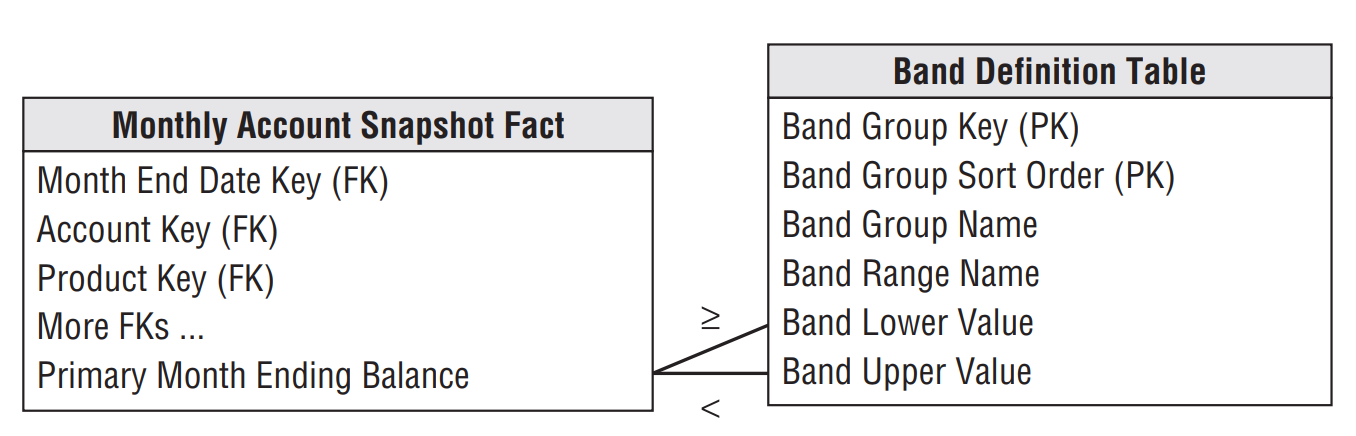 Monthly Account Snapshot Fact
Month End Date Key (FK)
Account Key (FK)
Product Key (FK)
More FKs ...
Primary Month Ending Balance
≥
<
Band Definition Table
Band Group Key (PK)
Band Group Sort Order (PK)
Band Group Name
Band Range Name
Band Lower Value
Band Upper Value